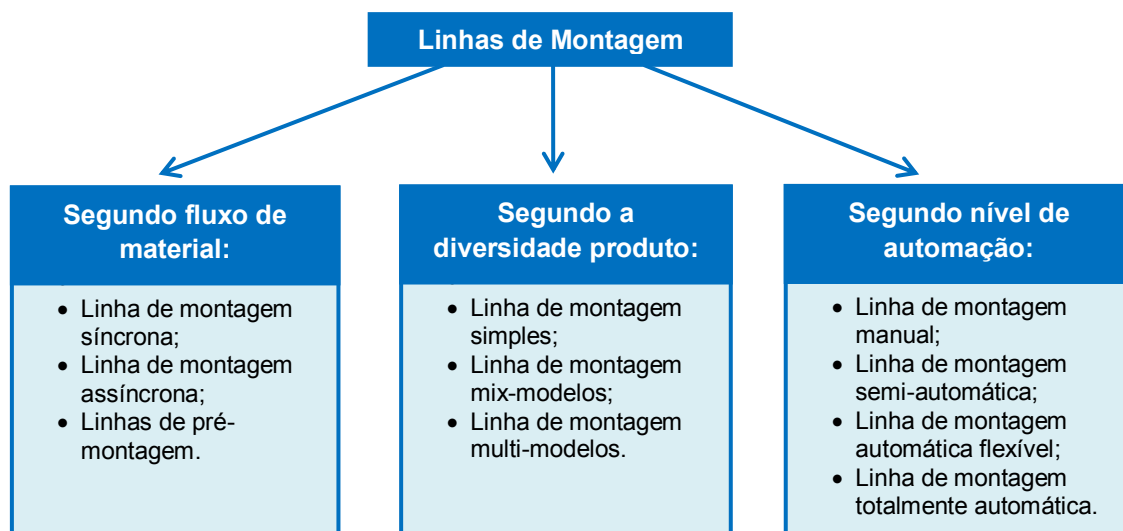 Linhas de Montagem
Segundo fluxo de
material:
• Linha de montagem
síncrona;
• Linha de montagem
assíncrona;
• Linhas de pré-
montagem.
Segundo a
diversidade produto:
• Linha de montagem
simples;
• Linha de montagem
mix-modelos;
• Linha de montagem
multi-modelos.
Segundo nível de
automação:
• Linha de montagem
manual;
• Linha de montagem
semi-automática;
• Linha de montagem
automática flexível;
• Linha de montagem
totalmente automática.